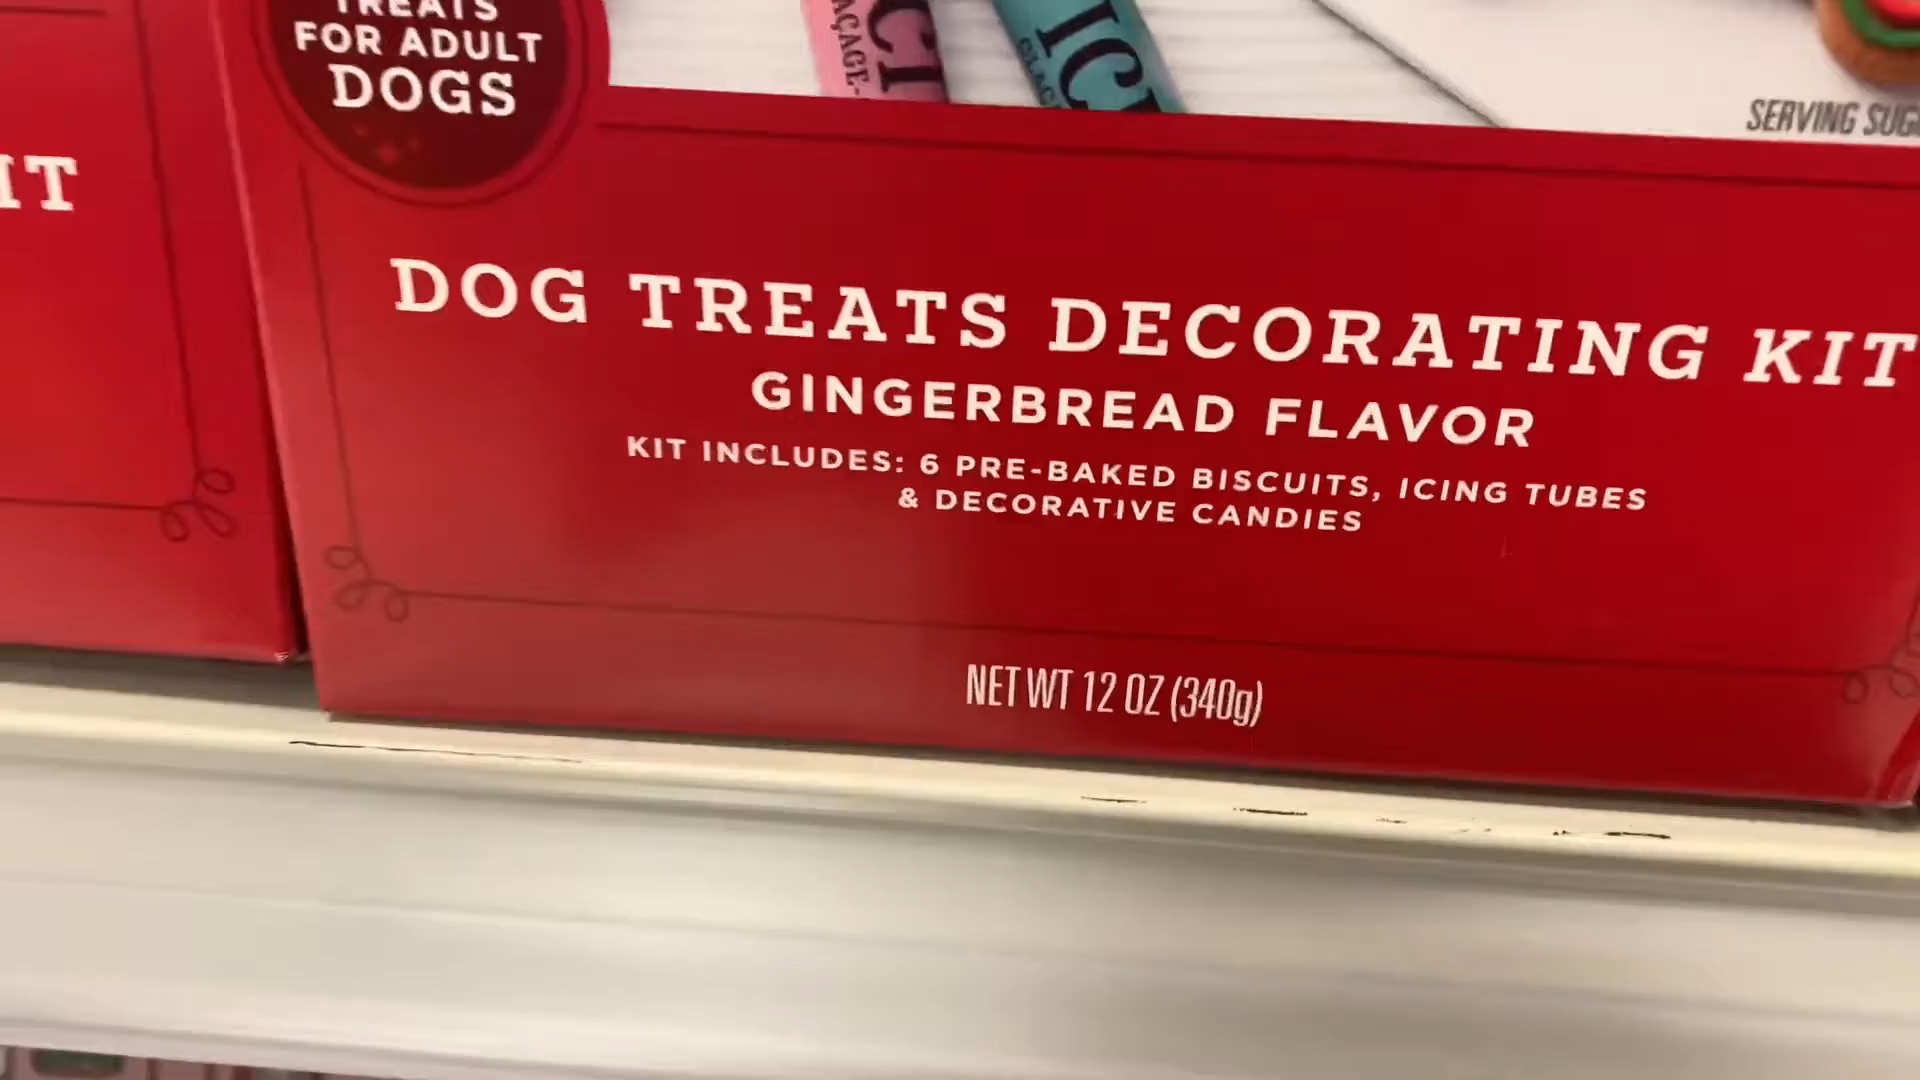 TREATS
FOR ADULT
DOGS
SERVING
IT
DOG TREATS DECORATING KIT
GINGERBREAD FLAVOR
KIT INCLUDES: 6 PRE-BAKED BISCUITS, ICING TUBES
& DECORATIVE CANDIES
NET WT 12 OZ (340g)